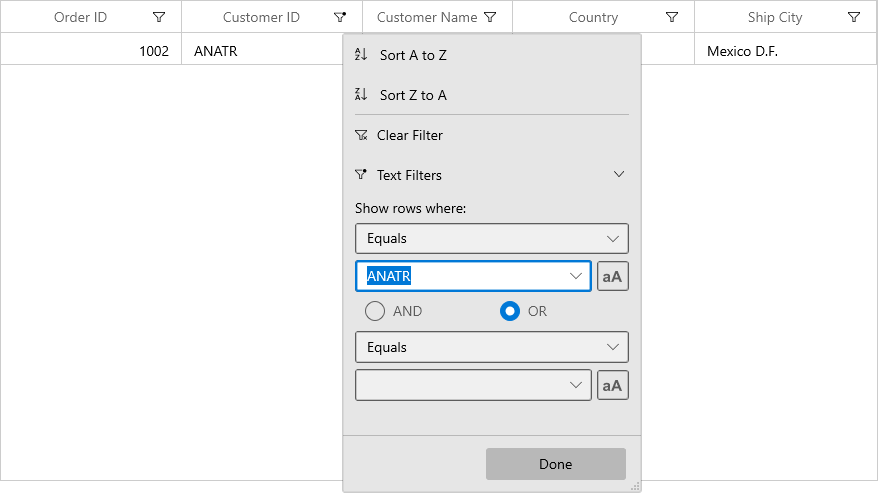 Order ID Customer ID Customer Name Country Ship City
1002 ANATR Mexico D.F.
Sort A to Z
Sort Z to A
Clear Filter
Text Filters
Show rows where:
Equals
ANATR aA
AND OR
Equals
aA
Done